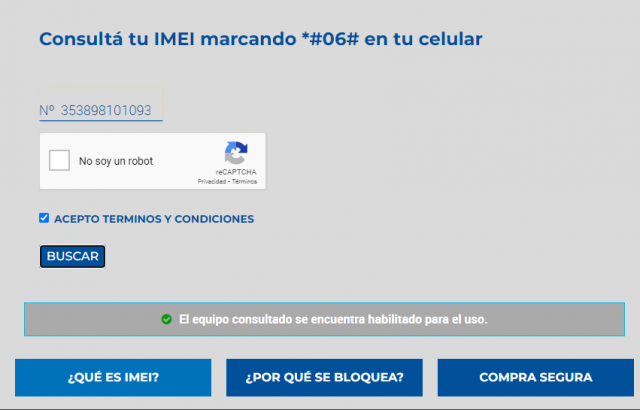 Consultá tu IMEI marcando *#06# en tu celular
Nº 353898101093
No soy un robot
reCAPTCHA
Privacidad - Términos
ACEPTO TERMINOS Y CONDICIONES
BUSCAR
El equipo consultado se encuentra habilitado para el uso.
¿QUÉ ES IMEI?
¿POR QUÉ SE BLOQUEA?
COMPRA SEGURA